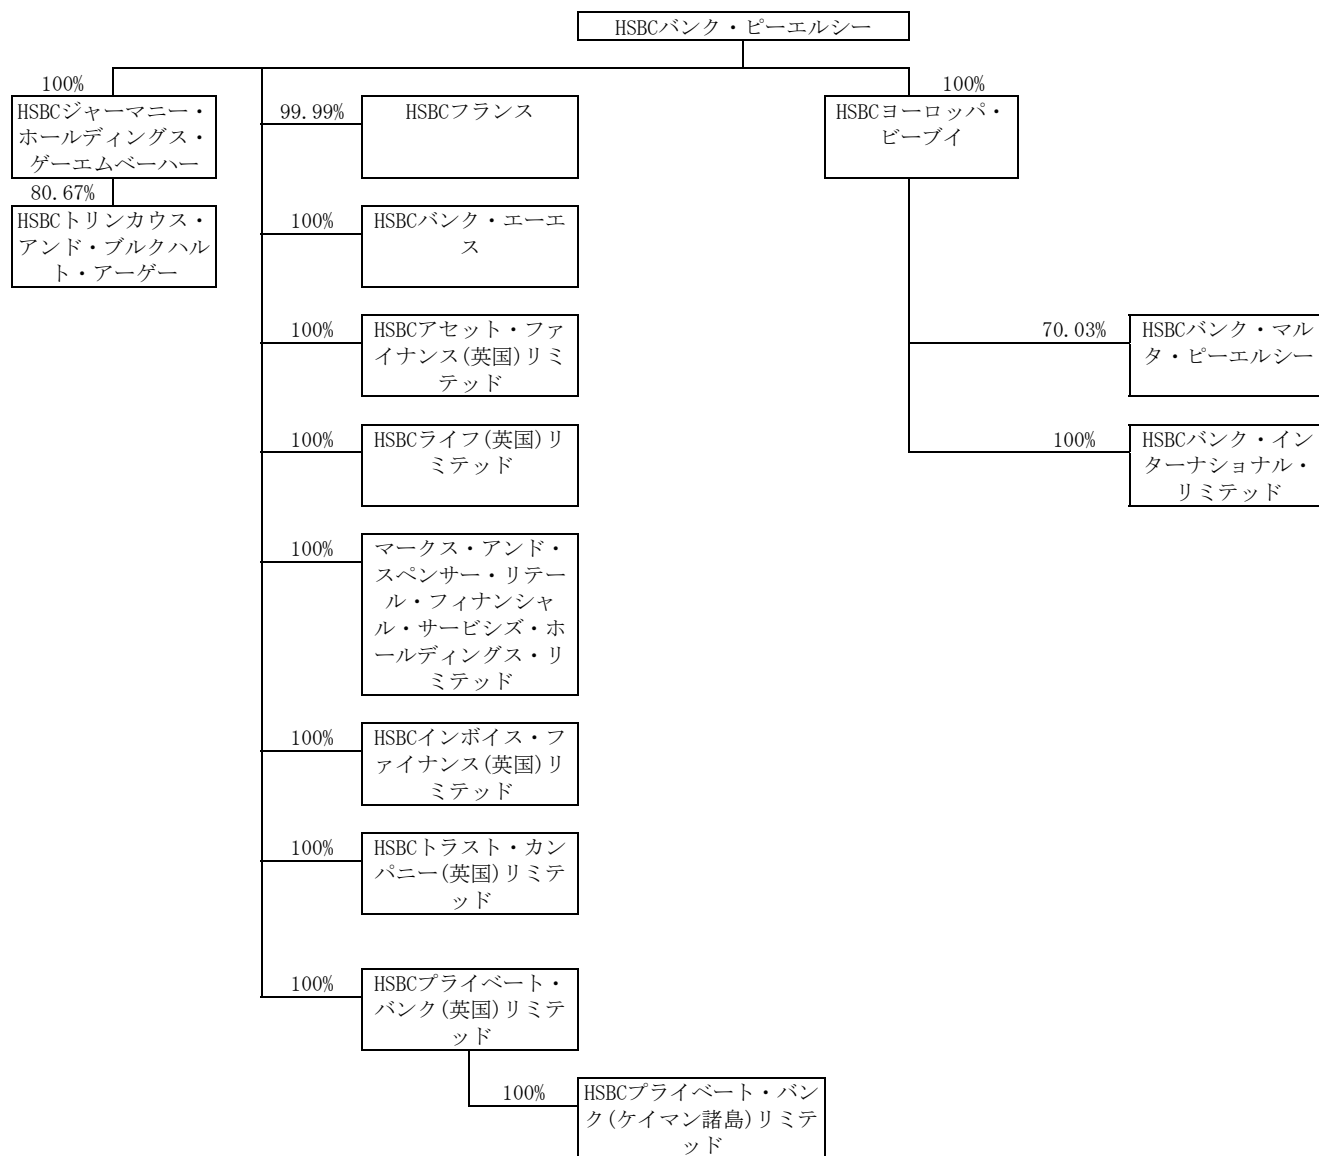 HSBCバンク・ピーエルシー
100%
HSBCジャーマニー・
ホールディングス・
ゲーエムベーハー
80.67%
HSBCトリンカウス・
アンド・ブルクハル
ト・アーゲー
99.99%
HSBCフランス
100%
HSBCバンク・エーエ
ス
100%
HSBCアセット・ファ
イナンス(英国)リミ
テッド
100%
HSBCライフ(英国)リ
ミテッド
100%
マークス・アンド・
スペンサー・リテー
ル・フィナンシャ
ル・サービシズ・ホ
ールディングス・リ
ミテッド
100%
HSBCインボイス・フ
ァイナンス(英国)リ
ミテッド
100%
HSBCトラスト・カン
パニー(英国)リミテ
ッド
100%
HSBCプライベート・
バンク(英国)リミテ
ッド
100%
HSBCプライベート・バン
ク(ケイマン諸島)リミテ
ッド
100%
HSBCヨーロッパ・
ビーブイ
70.03%
HSBCバンク・マル
タ・ピーエルシー
100%
HSBCバンク・イン
ターナショナル・
リミテッド